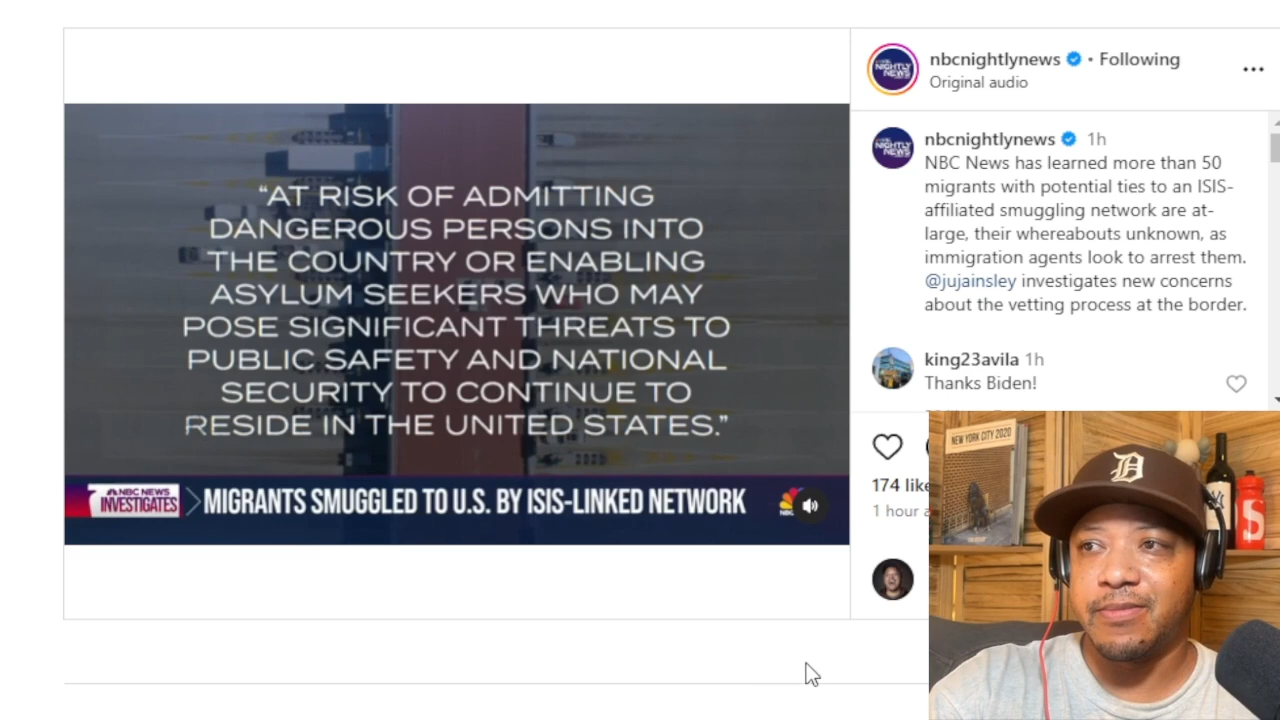 nbcnightlynews • Following
Original audio
...
"AT RISK OF ADMITTING
DANGEROUS PERSONS INTO
THE COUNTRY OR ENABLING
ASYLUM SEEKERS WHO MAY
POSE SIGNIFICANT THREATS TO
PUBLIC SAFETY AND NATIONAL
SECURITY TO CONTINUE TO
RESIDE IN THE UNITED STATES."
NBC NEWS
INVESTIGATES
MIGRANTS SMUGGLED TO U.S. BY ISIS-LINKED NETWORK
NBC
NIGHTLY
NEWS
nbcnightlynews 1h
NBC News has learned more than 50
migrants with potential ties to an ISIS-
affiliated smuggling network are at-
large, their whereabouts unknown, as
immigration agents look to arrest them.
@jujainsley investigates new concerns
about the vetting process at the border.
NIGHTLY
NEWS
king23avila 1h
Thanks Biden!
174 like
1 hour a
NEW YORK CITY 2020
D
S